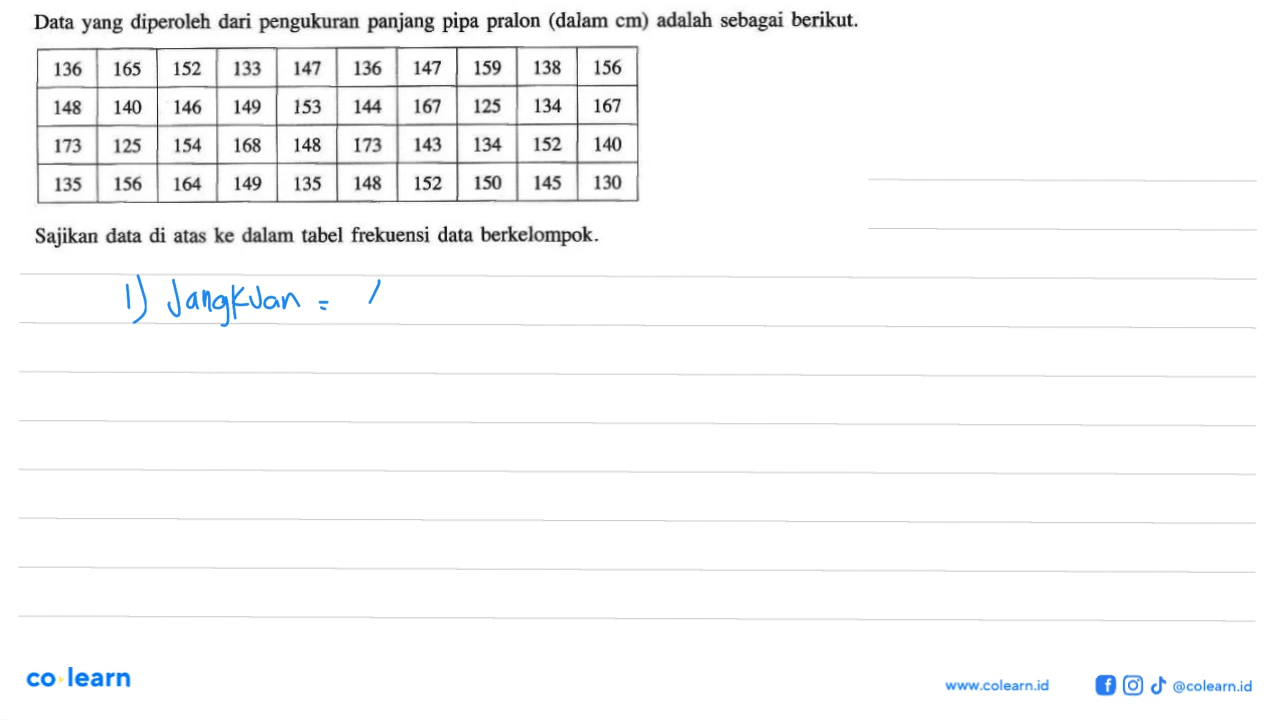 Data yang diperoleh dari pengukuran panjang pipa pralon (dalam cm) adalah sebagai berikut.
136 165 152 133 147 136 147 159 138 156
148 140 146 149 153 144 167 125 134 167
173 125 154 168 148 173 143 134 152 140
135 156 164 149 135 148 152 150 145 130
Sajikan data di atas ke dalam tabel frekuensi data berkelompok.
1) Jangkuan =
co learn
www.colearn.id
@colearn.id